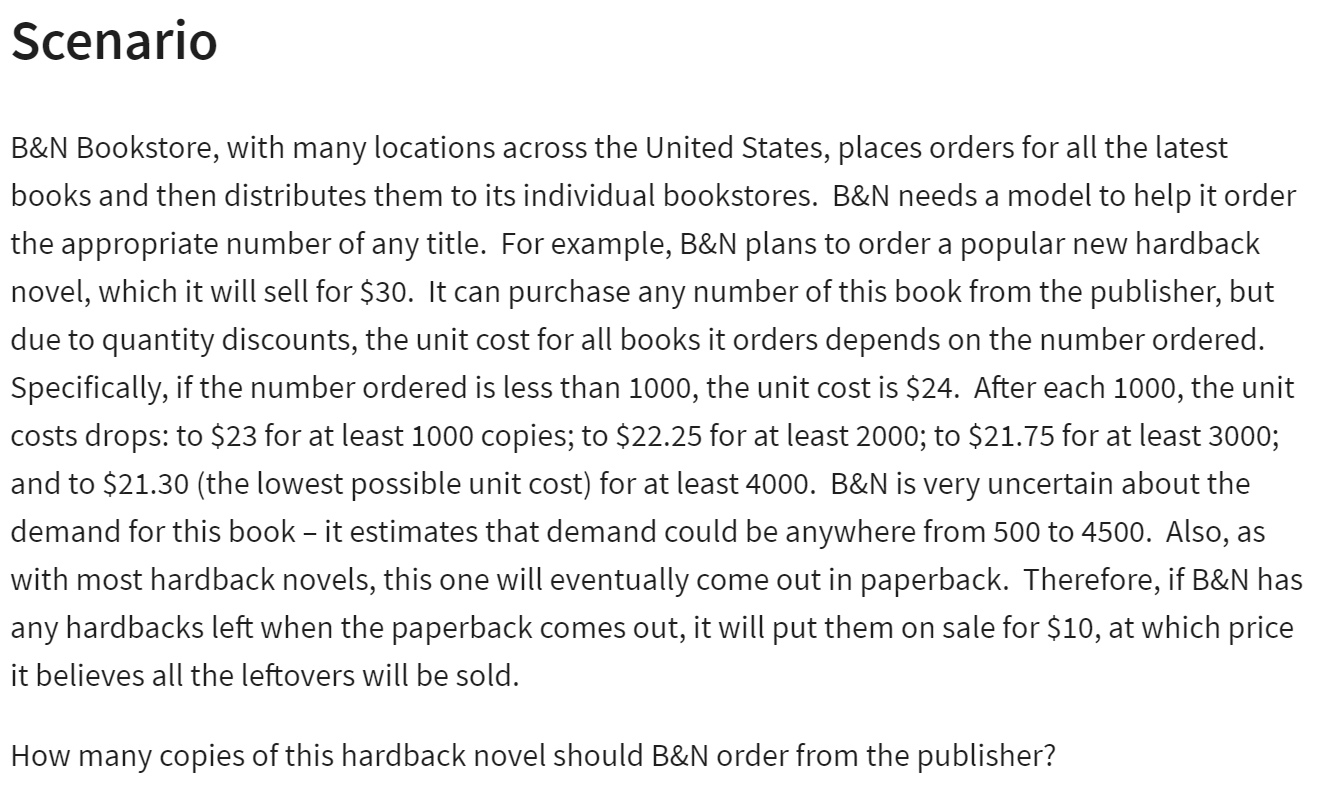 Scenario
B&N Bookstore, with many locations across the United States, places orders for all the latest
books and then distributes them to its individual bookstores.  B&N needs a model to help it order
the appropriate number of any title.  For example, B&N plans to order a popular new hardback
novel, which it will sell for $30.  It can purchase any number of this book from the publisher, but
due to quantity discounts, the unit cost for all books it orders depends on the number ordered.
Specifically, if the number ordered is less than 1000, the unit cost is $24.  After each 1000, the unit
costs drops: to $23 for at least 1000 copies; to $22.25 for at least 2000; to $21.75 for at least 3000;
and to $21.30 (the lowest possible unit cost) for at least 4000.  B&N is very uncertain about the
demand for this book – it estimates that demand could be anywhere from 500 to 4500.  Also, as
with most hardback novels, this one will eventually come out in paperback.  Therefore, if B&N has
any hardbacks left when the paperback comes out, it will put them on sale for $10, at which price
it believes all the leftovers will be sold.
How many copies of this hardback novel should B&N order from the publisher?